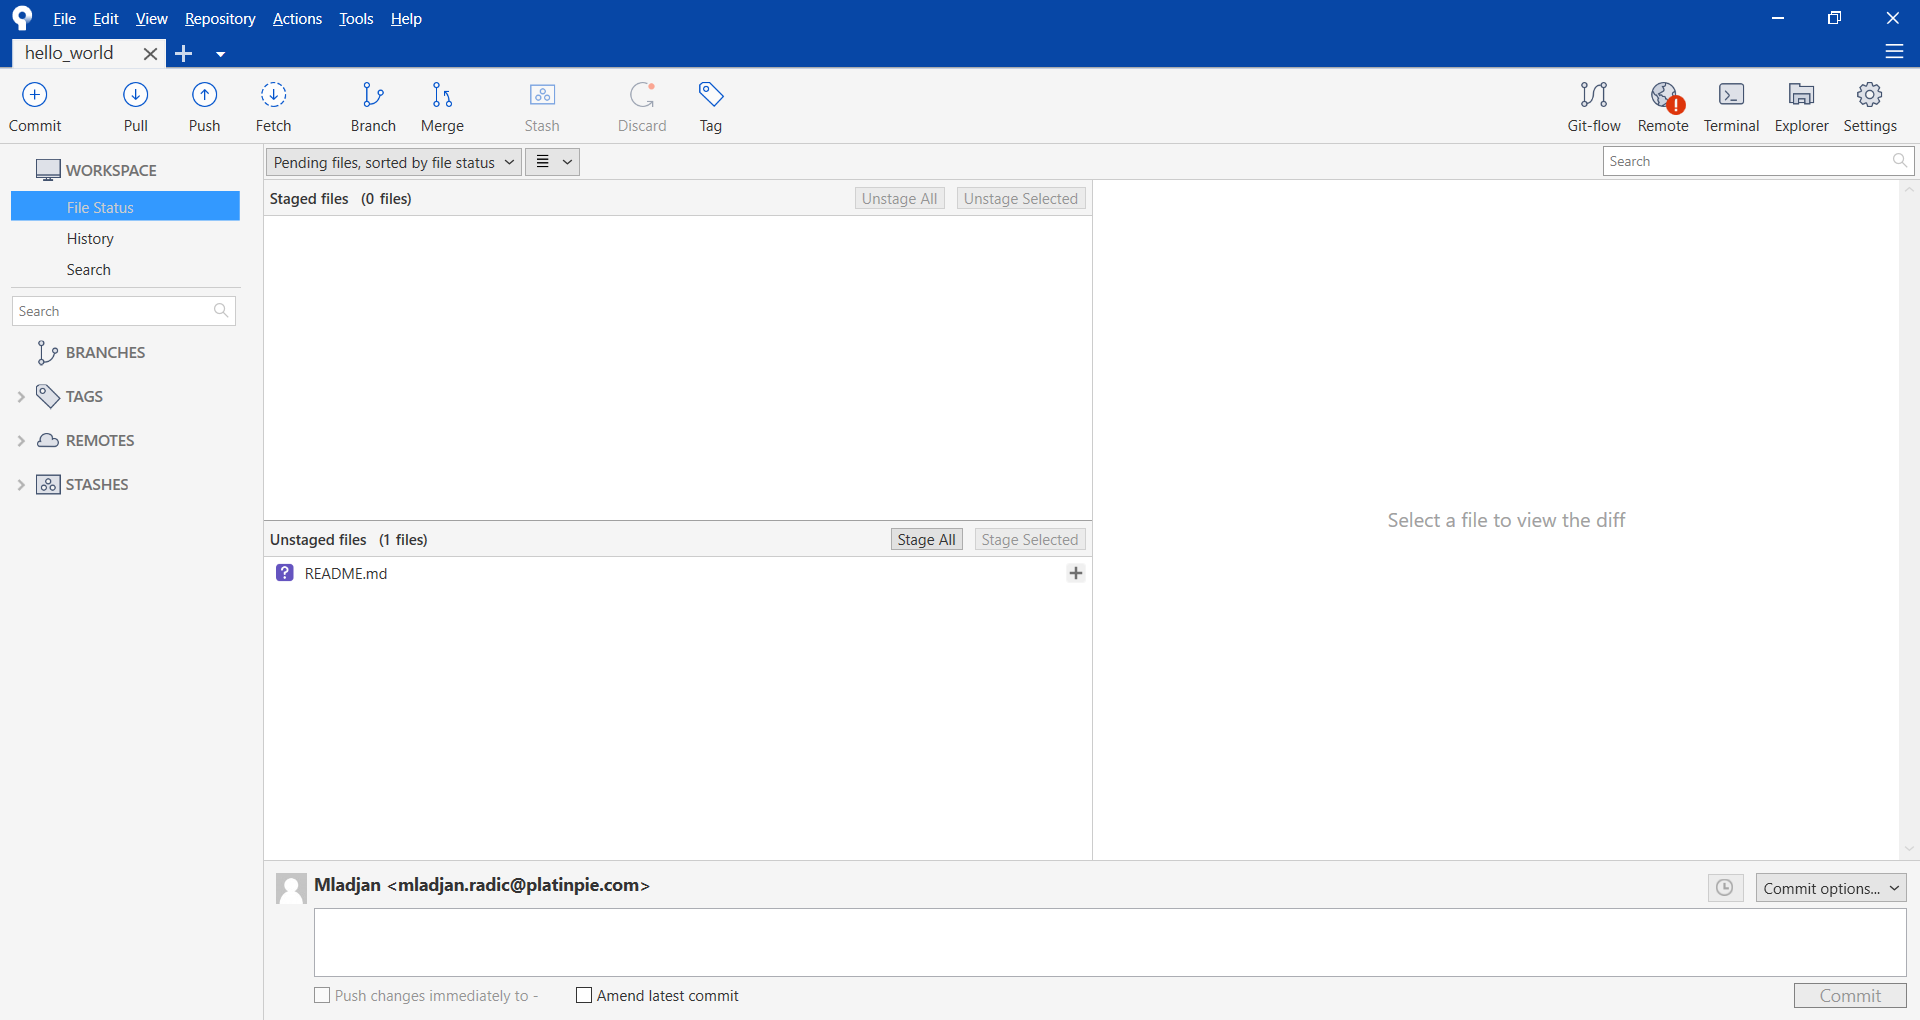 File Edit View Repository Actions Tools Help
hello_world
Commit Pull Push Fetch Branch Merge Stash Discard Tag Git-flow Remote Terminal Explorer Settings
WORKSPACE
File Status
History
Search
Search
BRANCHES
TAGS
REMOTES
STASHES
Pending files, sorted by file status
Search
Staged files (0 files) Unstage All Unstage Selected
Select a file to view the diff
Unstaged files (1 files) Stage All Stage Selected
? README.md
Mladjan <mladjan.radic@platinpie.com>
Commit options...
Push changes immediately to - Amend latest commit
Commit